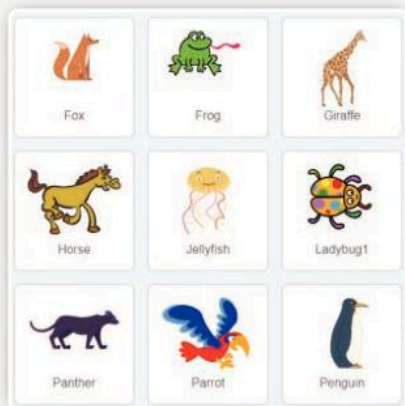 Fox
Frog
Giraffe
Horse
Jellyfish
Ladybug1
Panther
Parrot
Penguin